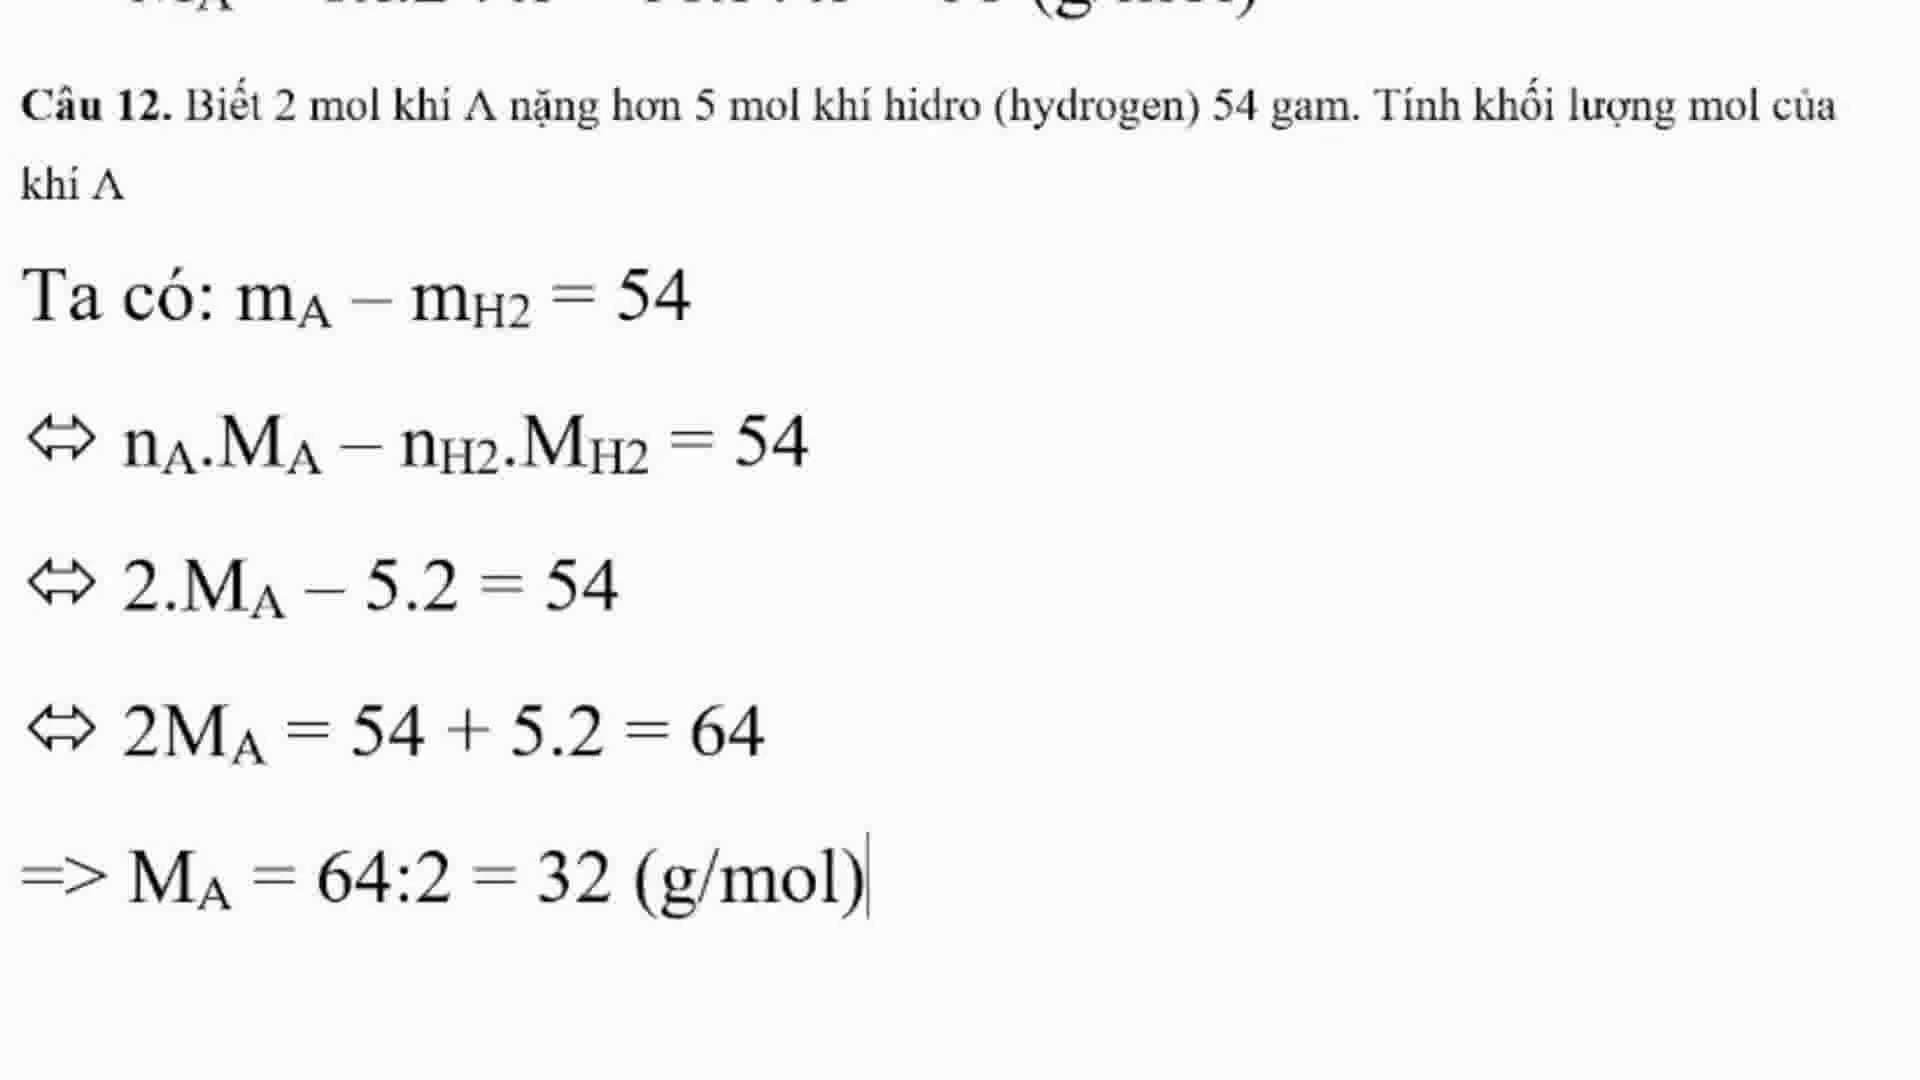 Câu 12. Biết 2 mol khí A nặng hơn 5 mol khí hidro (hydrogen) 54 gam. Tính khối lượng mol của
khí A
Ta có: mA – mH2 = 54
⇔ nA.MA – nH2.MH2 = 54
⇔ 2.MA – 5.2 = 54
⇔ 2MA = 54 + 5.2 = 64
=> MA = 64:2 = 32 (g/mol)